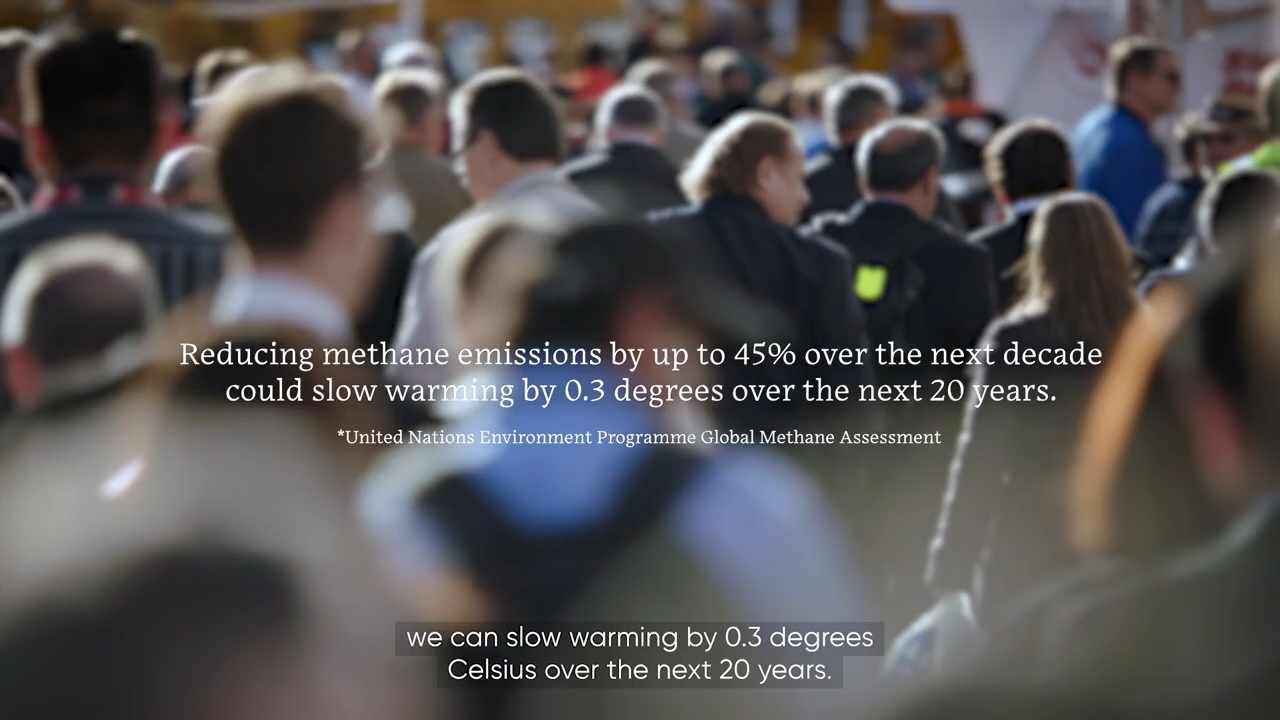 Reducing methane emissions by up to 45% over the next decade
could slow warming by 0.3 degrees over the next 20 years.
*United Nations Environment Programme Global Methane Assessment
we can slow warming by 0.3 degrees
Celsius over the next 20 years.